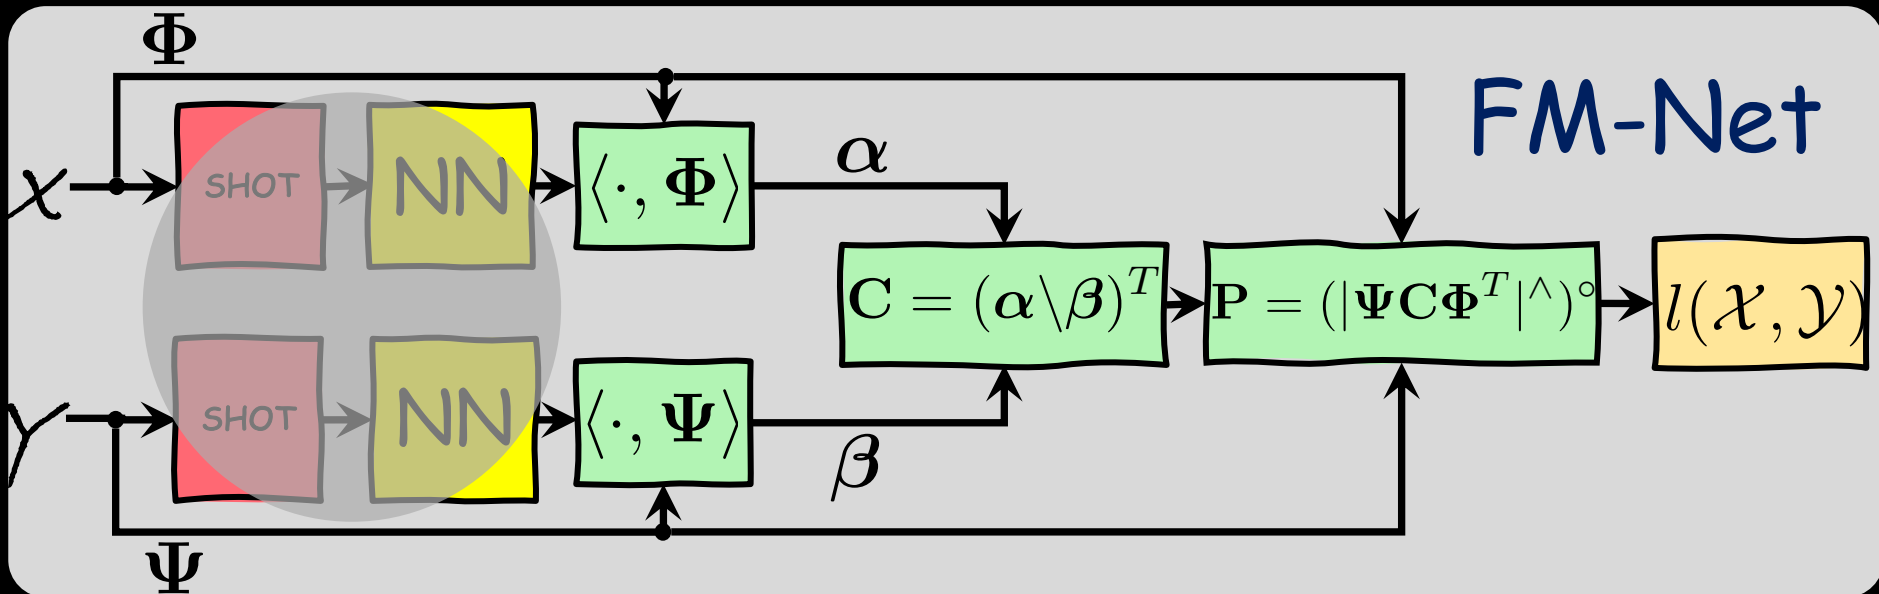 Φ
FM-Net
X
SHOT
NN
⟨·, Φ⟩
α
C = (α\β)^T
P = (|ΨCΦ^T|^∧)°
l(𝒳, 𝒴)
Y
SHOT
NN
⟨·, Ψ⟩
β
Ψ